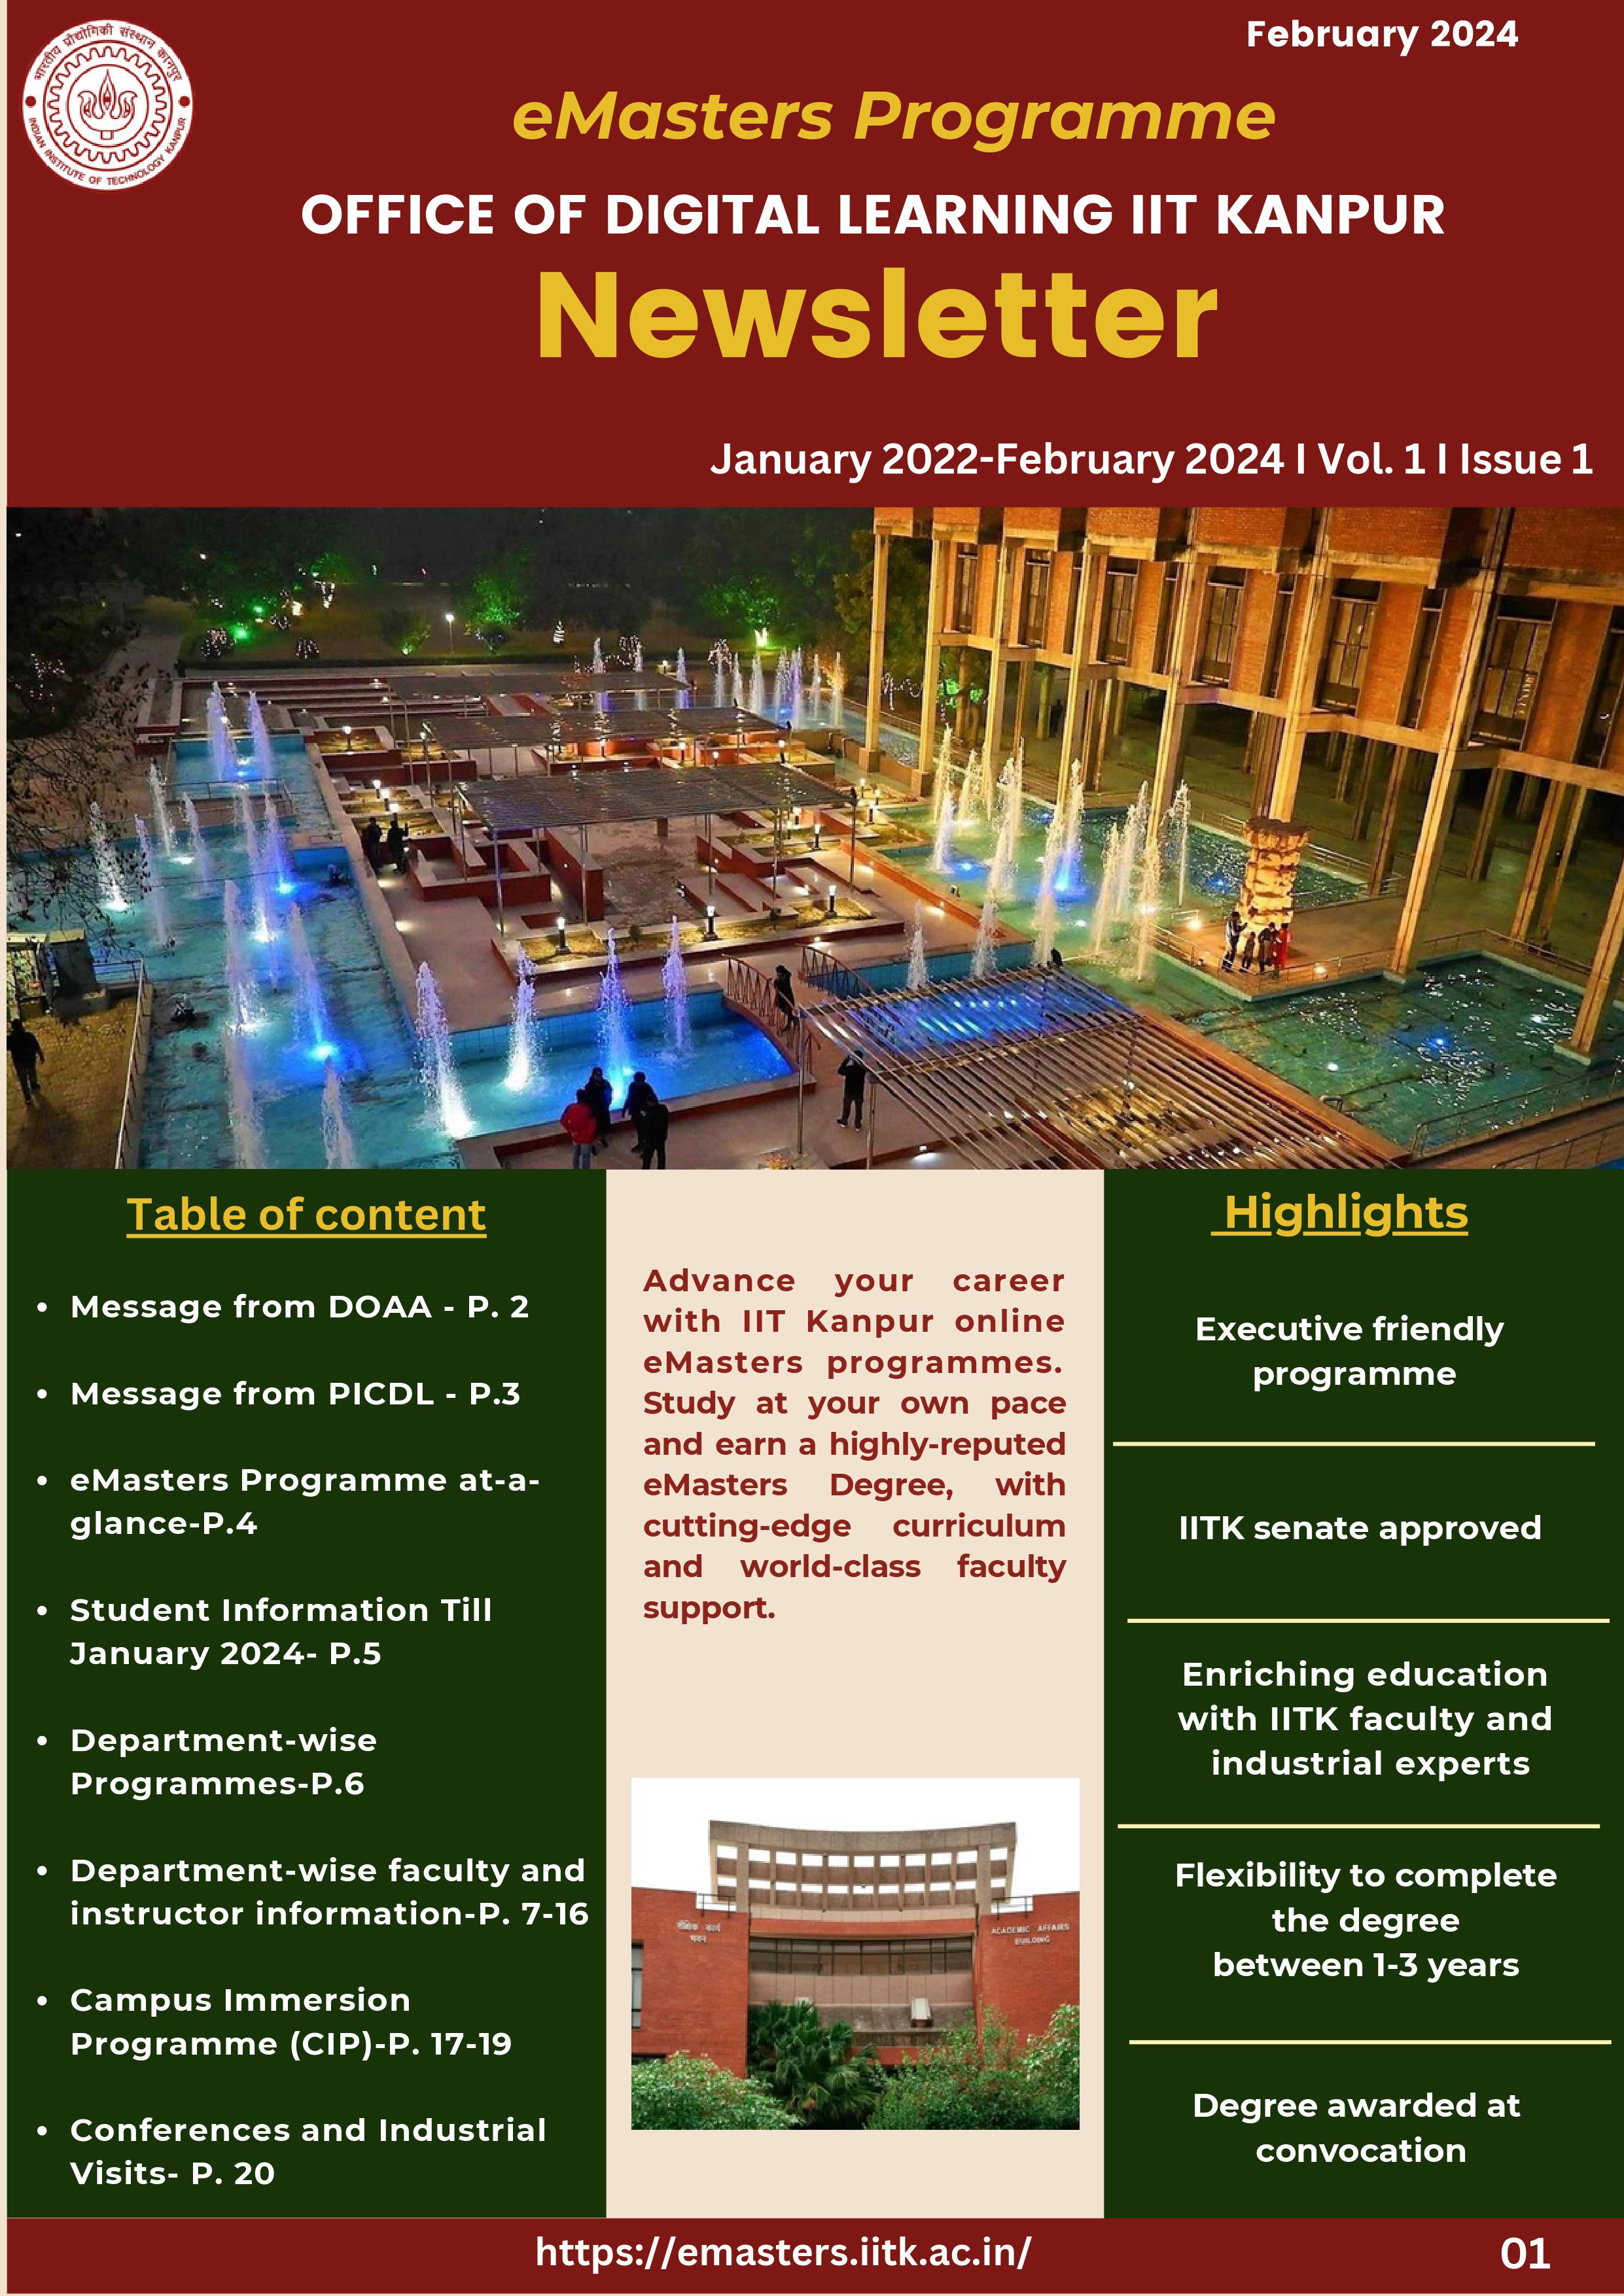 भारतीय प्रौद्योगिकी संस्थान कानपुर
INDIAN INSTITUTE OF TECHNOLOGY KANPUR
February 2024
eMasters Programme
OFFICE OF DIGITAL LEARNING IIT KANPUR
Newsletter
January 2022-February 2024 I Vol. 1 I Issue 1
Table of content
• Message from DOAA - P. 2
• Message from PICDL - P.3
• eMasters Programme at-a-
glance-P.4
• Student Information Till
January 2024- P.5
• Department-wise
Programmes-P.6
• Department-wise faculty and
instructor information-P. 7-16
• Campus Immersion
Programme (CIP)-P. 17-19
• Conferences and Industrial
Visits- P. 20
Advance your career
with IIT Kanpur online
eMasters programmes.
Study at your own pace
and earn a highly-reputed
eMasters Degree, with
cutting-edge curriculum
and world-class faculty
support.
शैक्षिक कार्य
भवन
ACADEMIC AFFAIRS
BUILDING
Highlights
Executive friendly
programme
IITK senate approved
Enriching education
with IITK faculty and
industrial experts
Flexibility to complete
the degree
between 1-3 years
Degree awarded at
convocation
https://emasters.iitk.ac.in/
01